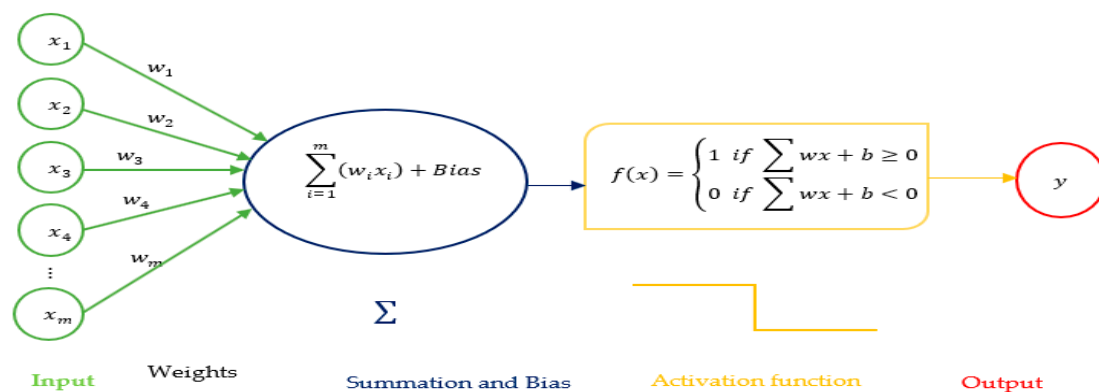 x₁
w₁
x₂
w₂
x₃
w₃
x₄
w₄
⋮
xₘ
wₘ
∑ᵢ₌₁ᵐ(wᵢxᵢ) + Bias
f(x) = {1 if ∑ wx + b ≥ 0
0 if ∑ wx + b < 0
y
Σ
Input
Weights
Summation and Bias
Activation function
Output